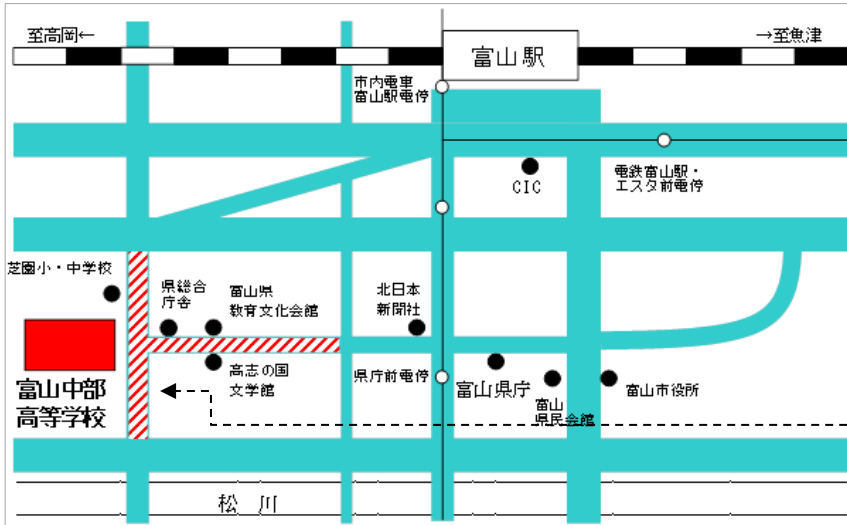 至高岡←
富山駅
→至魚津
市内電車
富山駅電停
CIC
電鉄富山駅・
エスタ前電停
芝園小・中学校
県総合
庁舎
富山県
教育文化会館
北日本
新聞社
高志の国
文学館
県庁前電停
富山県庁
富山
県民会館
富山市役所
富山中部
高等学校
松川